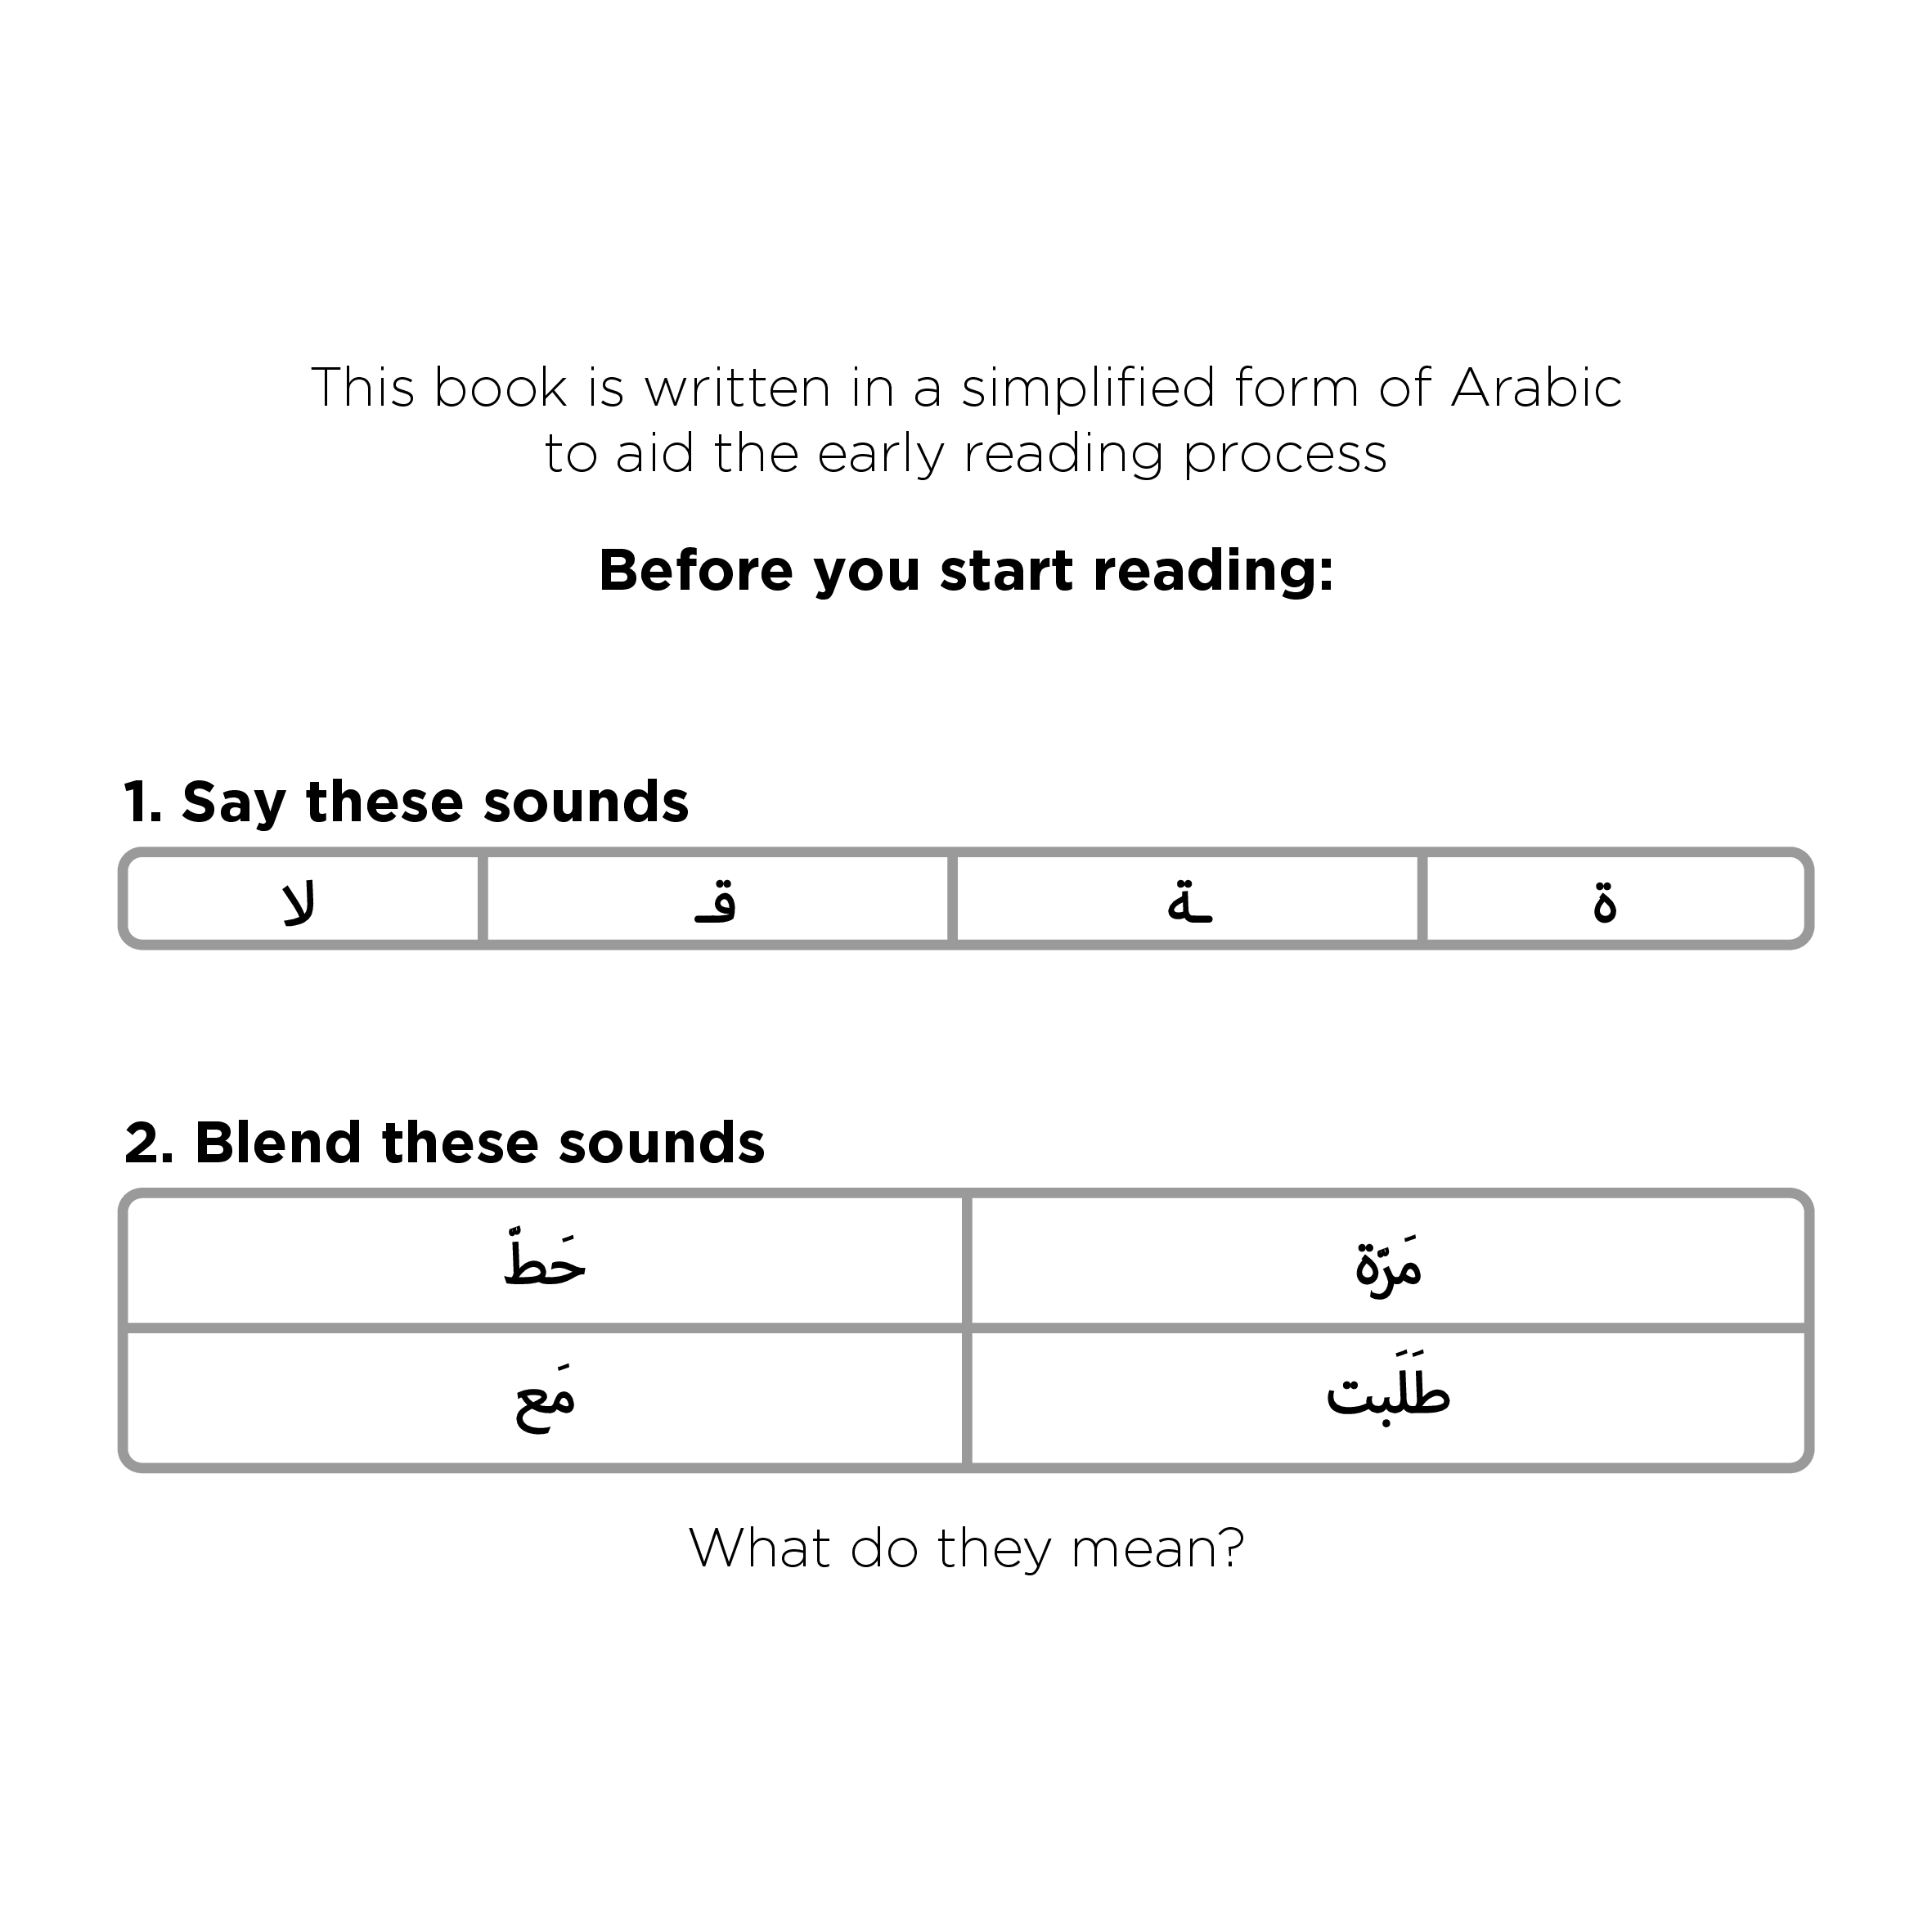 This book is written in a simplified form of Arabic
to aid the early reading process
Before you start reading:
1. Say these sounds
ة ـة قـ لا
2. Blend these sounds
مَرّة حَطّ
طَلَبت مَع
What do they mean?